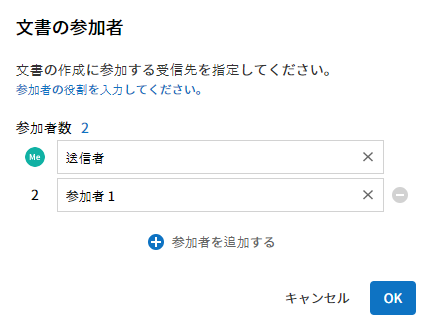 文書の参加者
文書の作成に参加する受信先を指定してください。
参加者の役割を入力してください。
参加者数 2
Me 送信者
2 参加者 1
参加者を追加する
キャンセル OK